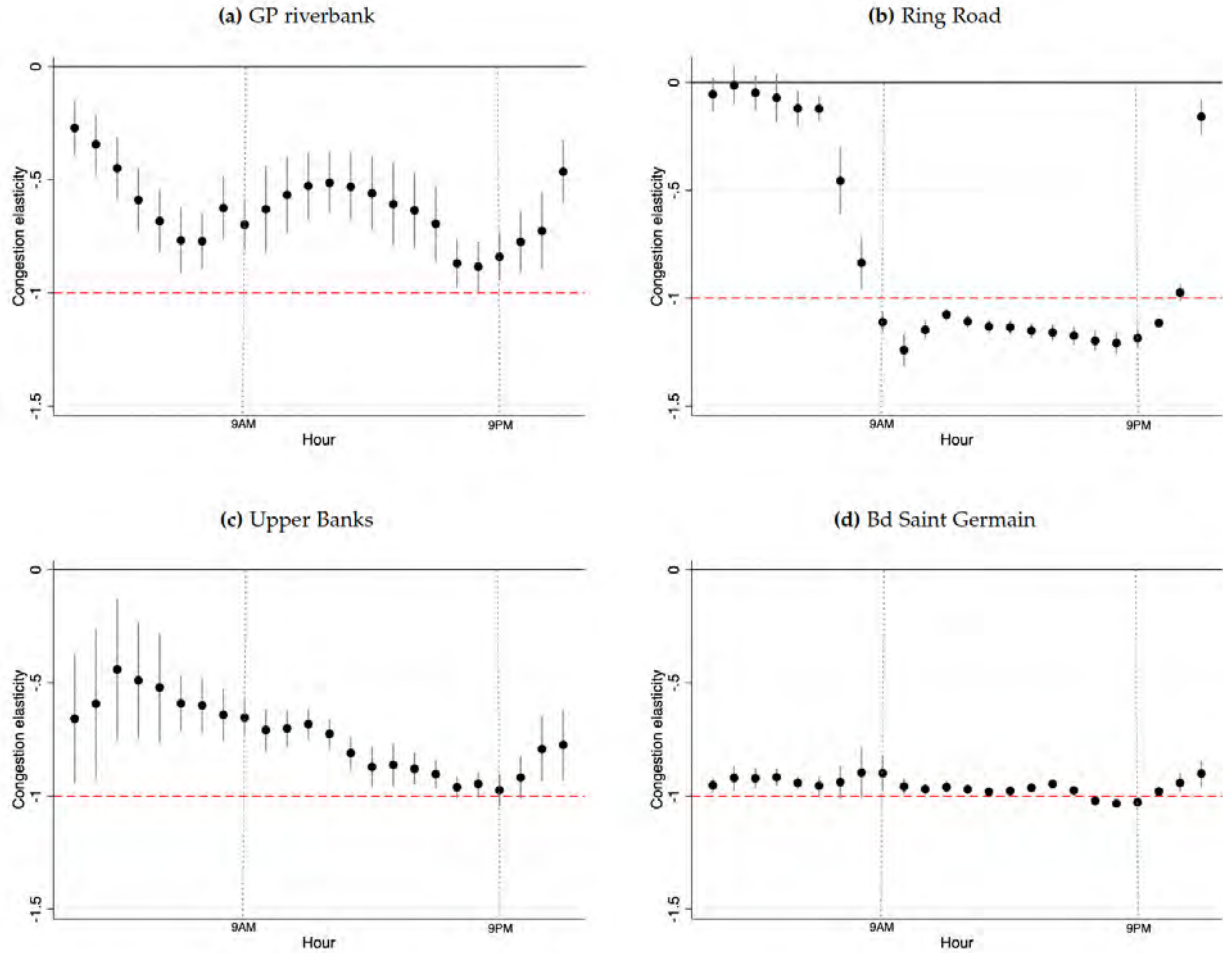 (a) GP riverbank
(b) Ring Road
0
-.5
-1
-1.5
Congestion elasticity
9AM
9PM
Hour
0
-.5
-1
-1.5
Congestion elasticity
9AM
9PM
Hour
(c) Upper Banks
(d) Bd Saint Germain
0
-.5
-1
-1.5
Congestion elasticity
9AM
9PM
Hour
0
-.5
-1
-1.5
Congestion elasticity
9AM
9PM
Hour